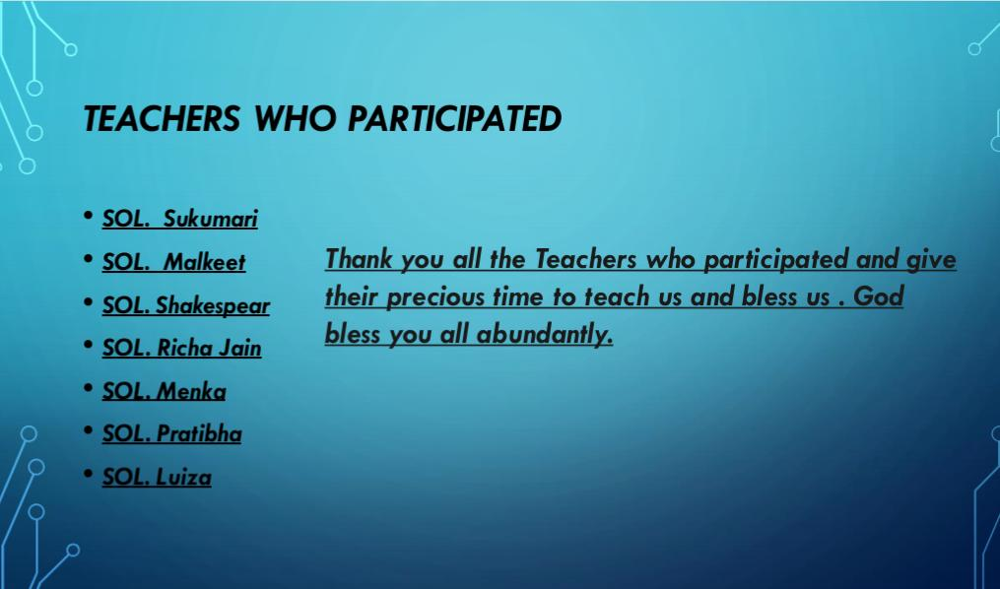 TEACHERS WHO PARTICIPATED
• SOL.  Sukumari
• SOL.  Malkeet
• SOL. Shakespear
• SOL. Richa Jain
• SOL. Menka
• SOL. Pratibha
• SOL. Luiza
Thank you all the Teachers who participated and give
their precious time to teach us and bless us . God
bless you all abundantly.